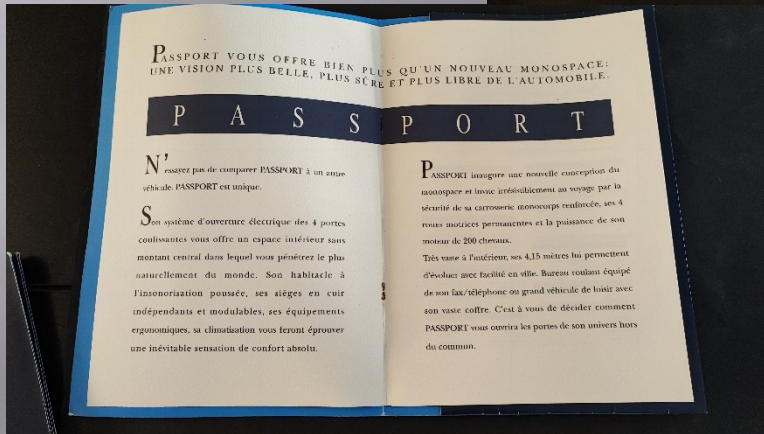 PASSPORT VOUS OFFRE BIEN PLUS QU'UN NOUVEAU MONOSPACE:
UNE VISION PLUS BELLE, PLUS SÛRE ET PLUS LIBRE DE L'AUTOMOBILE.
PASSPORT
N'essayez pas de comparer PASSPORT à un autre
véhicule. PASSPORT est unique.
Son système d'ouverture électrique des 4 portes
coulissantes vous offre un espace intérieur sans
montant central dans lequel vous pénétrez le plus
naturellement du monde. Son habitacle à
l'insonorisation poussée, ses sièges en cuir
indépendants et modulables, ses équipements
ergonomiques, sa climatisation vous feront éprouver
une inévitable sensation de confort absolu.
PASSPORT inaugure une nouvelle conception du
monospace et invite irrésistiblement au voyage par la
sécurité de sa carrosserie monocorps renforcée, ses 4
roues motrices permanentes et la puissance de son
moteur de 200 chevaux.
Très vaste à l'intérieur, ses 4,15 mètres lui permettent
d'évoluer avec facilité en ville. Bureau roulant équipé
de son fax/téléphone ou grand véhicule de loisir avec
son vaste coffre. C'est à vous de décider comment
PASSPORT vous ouvrira les portes de son univers hors
du commun.